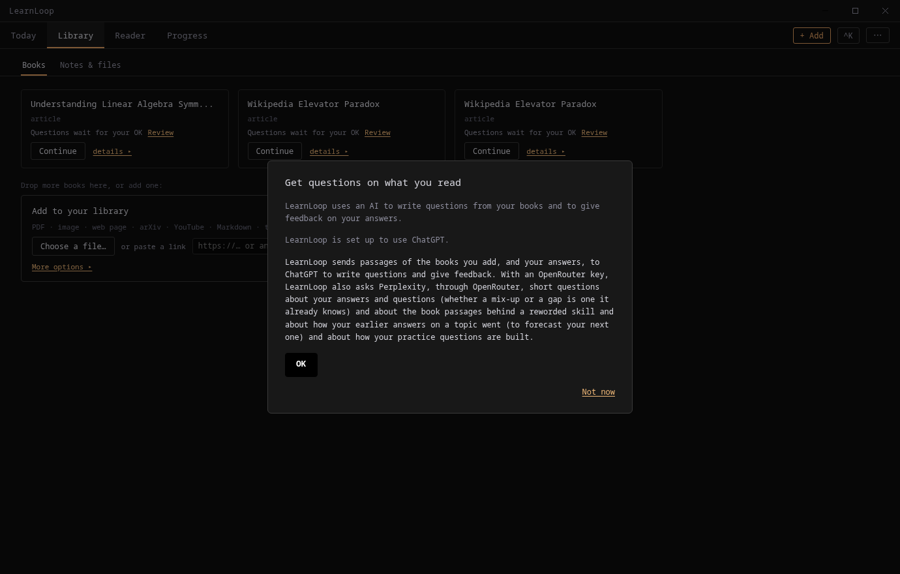 LearnLoop
Today Library Reader Progress + Add ^K ...
Books Notes & files
Understanding Linear Algebra Symm...
article
Questions wait for your OK Review
Continue details
Wikipedia Elevator Paradox
article
Questions wait for your OK Review
Continue details
Wikipedia Elevator Paradox
article
Questions wait for your OK Review
Continue details
Drop more books here, or add one:
Add to your library
PDF · image · web page · arXiv · YouTube · Markdown ·
Choose a file… or paste a link https://… or
More options
Get questions on what you read
LearnLoop uses an AI to write questions from your books and to give
feedback on your answers.
LearnLoop is set up to use ChatGPT.
LearnLoop sends passages of the books you add, and your answers, to
ChatGPT to write questions and give feedback. With an OpenRouter key,
LearnLoop also asks Perplexity, through OpenRouter, short questions
about your answers and questions (whether a mix-up or a gap is one it
already knows) and about the book passages behind a reworded skill and
about how your earlier answers on a topic went (to forecast your next
one) and about how your practice questions are built.
OK
Not now